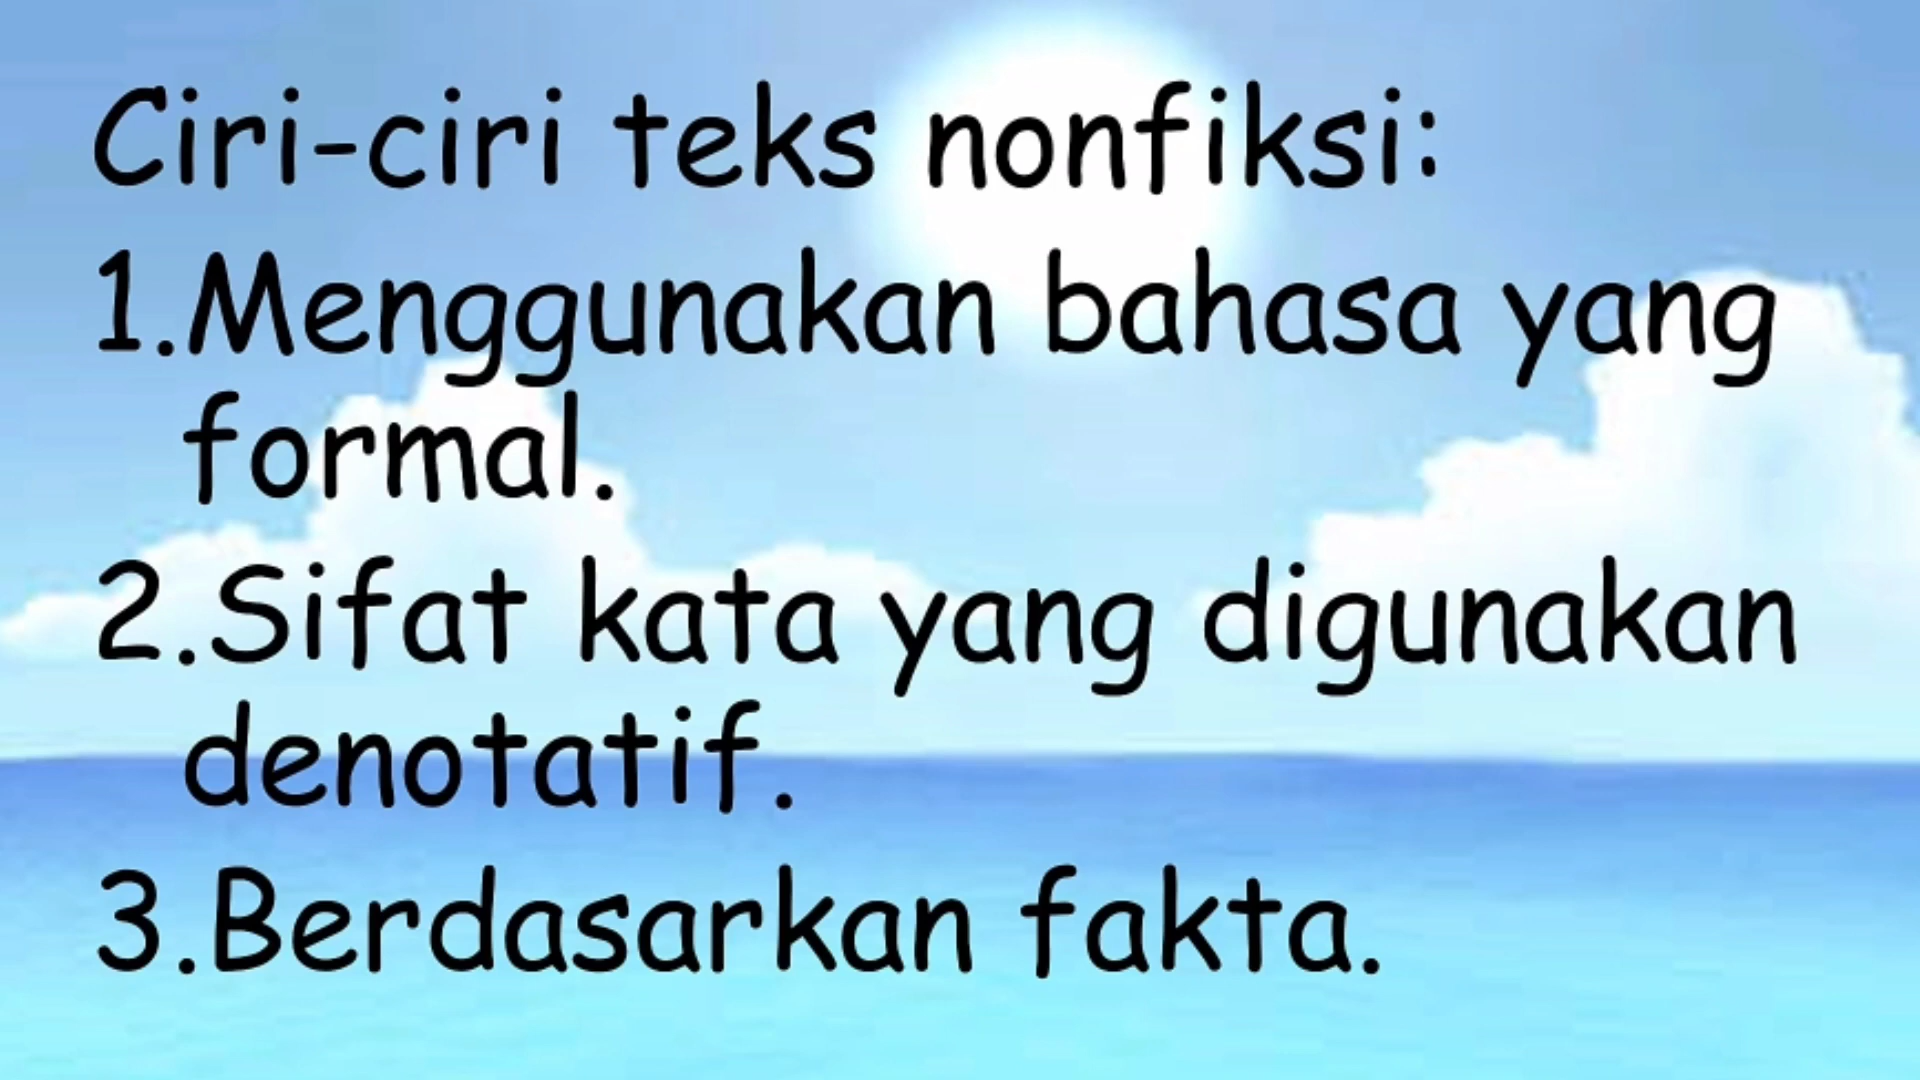 Ciri-ciri teks nonfiksi:
1.Menggunakan bahasa yang
formal.
2.Sifat kata yang digunakan
denotatif.
3.Berdasarkan fakta.